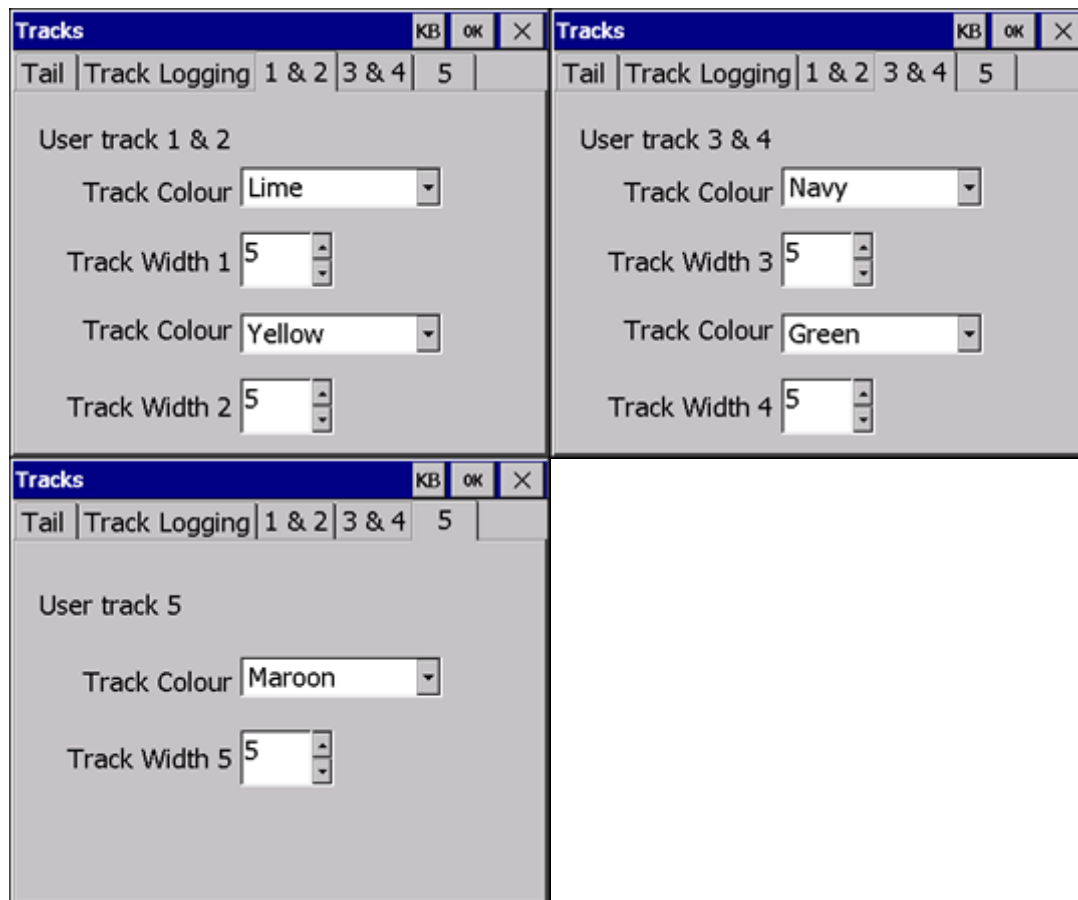 Tracks KB OK ×
Tail Track Logging 1 & 2 3 & 4 5
User track 1 & 2
Track Colour Lime
Track Width 1 5
Track Colour Yellow
Track Width 2 5
Tracks KB OK ×
Tail Track Logging 1 & 2 3 & 4 5
User track 3 & 4
Track Colour Navy
Track Width 3 5
Track Colour Green
Track Width 4 5
Tracks KB OK ×
Tail Track Logging 1 & 2 3 & 4 5
User track 5
Track Colour Maroon
Track Width 5 5